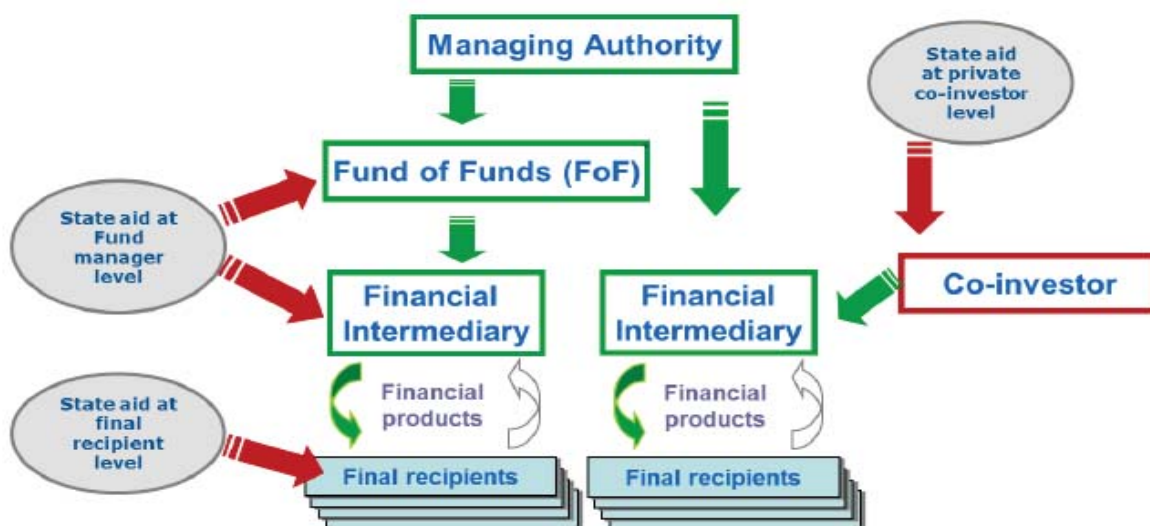 Managing Authority
State aid
at private
co-investor
level
Fund of Funds (FoF)
State aid at
Fund
manager
level
Financial
Intermediary
Financial
Intermediary
Co-investor
Financial
products
Financial
products
State aid at
final
recipient
level
Final recipients
Final recipients